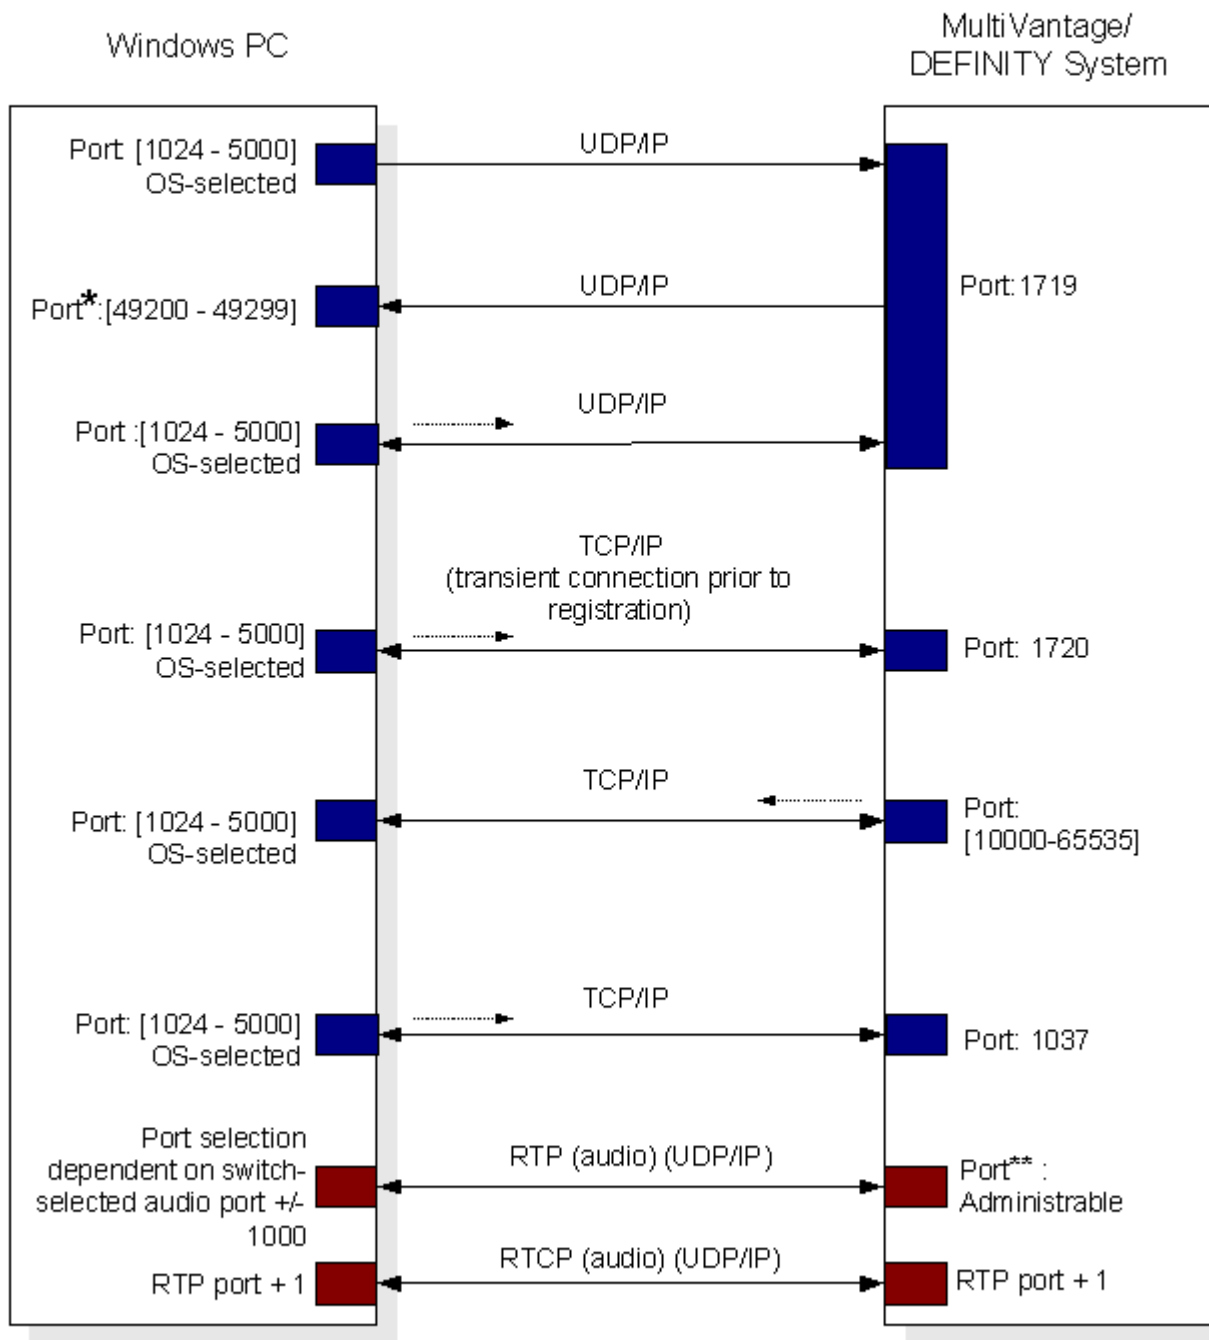 Windows PC
MultiVantage/
DEFINITY System
Port: [1024 - 5000]
OS-selected
UDP/IP
Port:1719
Port*:[49200 - 49299]
UDP/IP
Port :[1024 - 5000]
OS-selected
UDP/IP
TCP/IP
(transient connection prior to
registration)
Port: [1024 - 5000]
OS-selected
Port: 1720
TCP/IP
Port: [1024 - 5000]
OS-selected
Port:
[10000-65535]
TCP/IP
Port: [1024 - 5000]
OS-selected
Port: 1037
Port selection
dependent on switch-
selected audio port +/-
1000
RTP (audio) (UDP/IP)
Port** :
Administrable
RTP port + 1
RTCP (audio) (UDP/IP)
RTP port + 1